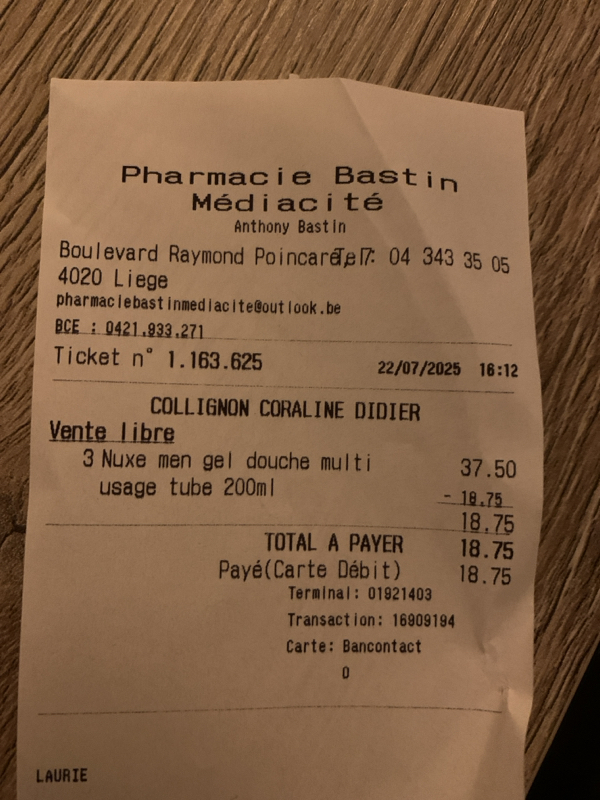 Pharmacie Bastin
Médiacité
Anthony Bastin
Boulevard Raymond Poincaré, 7 Tel : 04 343 35 05
4020 Liege
pharmaciebastinmediacite@outlook.be
BCE : 0421.933.271
Ticket n° 1.163.625 22/07/2025 16:12
COLLIGNON CORALINE DIDIER
Vente libre
3 Nuxe men gel douche multi 37.50
usage tube 200ml - 18.75
18.75
TOTAL A PAYER 18.75
Payé(Carte Débit) 18.75
Terminal: 01921403
Transaction: 16909194
Carte: Bancontact
0
LAURIE